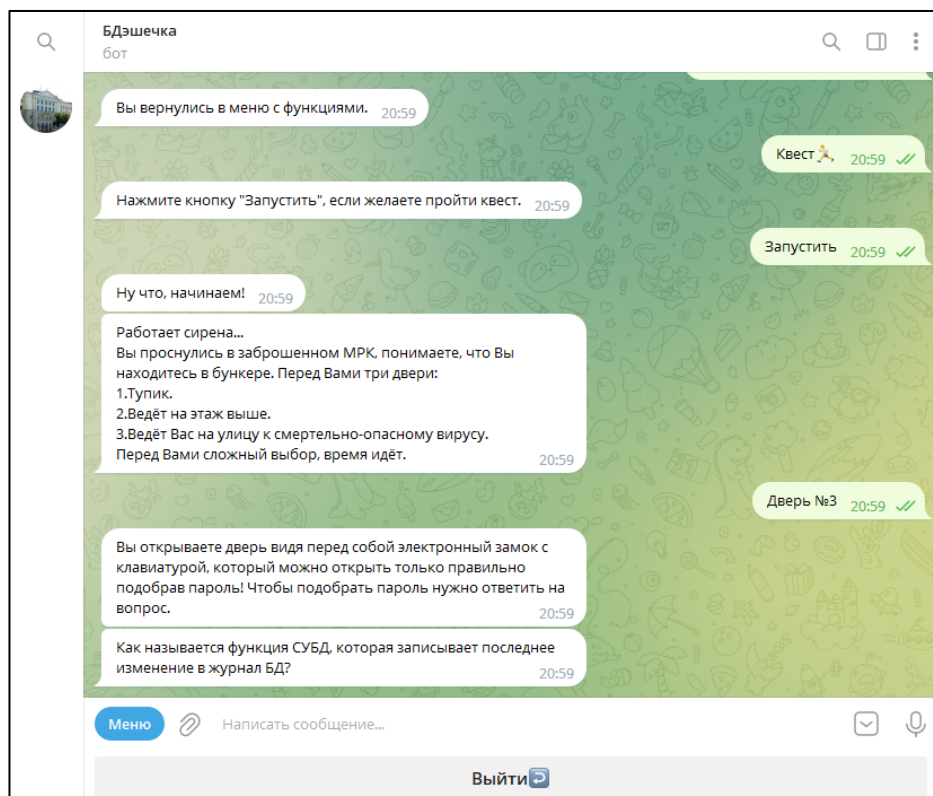 БДэшечка
бот
Вы вернулись в меню с функциями. 20:59
Квест🏃 20:59
Нажмите кнопку "Запустить", если желаете пройти квест. 20:59
Запустить 20:59
Ну что, начинаем! 20:59
Работает сирена...
Вы проснулись в заброшенном МРК, понимаете, что Вы
находитесь в бункере. Перед Вами три двери:
1.Тупик.
2.Ведёт на этаж выше.
3.Ведёт Вас на улицу к смертельно-опасному вирусу.
Перед Вами сложный выбор, время идёт. 20:59
Дверь №3 20:59
Вы открываете дверь видя перед собой электронный замок с
клавиатурой, который можно открыть только правильно
подобрав пароль! Чтобы подобрать пароль нужно ответить на
вопрос. 20:59
Как называется функция СУБД, которая записывает последнее
изменение в журнал БД? 20:59
Меню Написать сообщение...
Выйти↩️